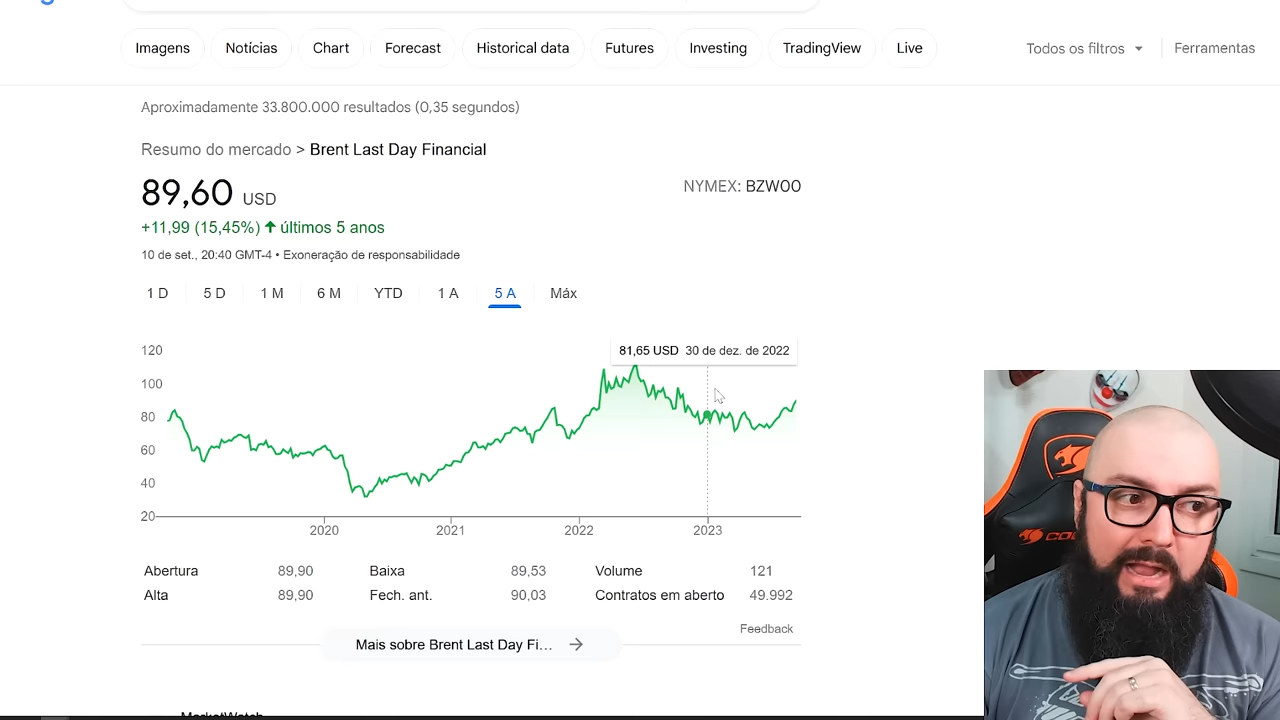 Imagens Notícias Chart Forecast Historical data Futures Investing TradingView Live Todos os filtros Ferramentas
Aproximadamente 33.800.000 resultados (0,35 segundos)
Resumo do mercado > Brent Last Day Financial
89,60 USD NYMEX: BZW00
+11,99 (15,45%) últimos 5 anos
10 de set., 20:40 GMT-4 • Exoneração de responsabilidade
1 D 5 D 1 M 6 M YTD 1 A 5 A Máx
81,65 USD 30 de dez. de 2022
120
100
80
60
40
20
2020 2021 2022 2023
Abertura 89,90 Baixa 89,53 Volume 121
Alta 89,90 Fech. ant. 90,03 Contratos em aberto 49.992
Feedback
Mais sobre Brent Last Day Fi...
MarketWatch